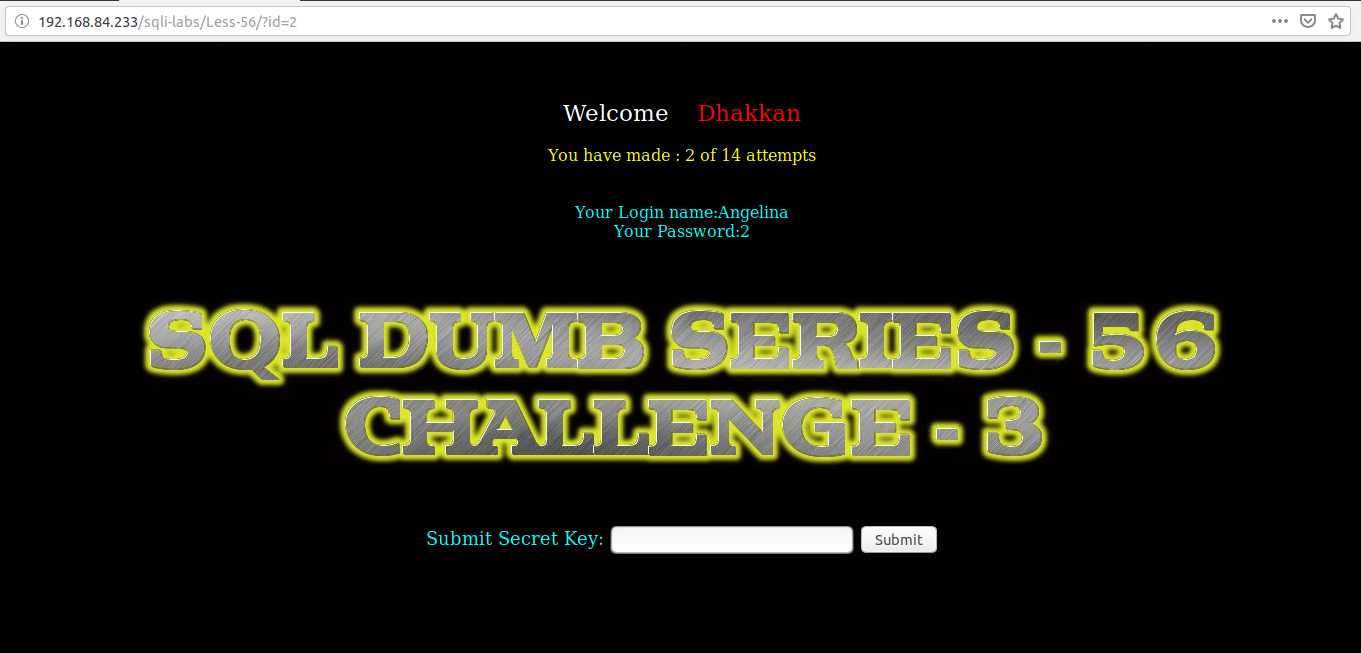 192.168.84.233/sqli-labs/Less-56/?id=2
Welcome Dhakkan
You have made : 2 of 14 attempts
Your Login name:Angelina
Your Password:2
SQL DUMB SERIES - 56
CHALLENGE - 3
Submit Secret Key: Submit